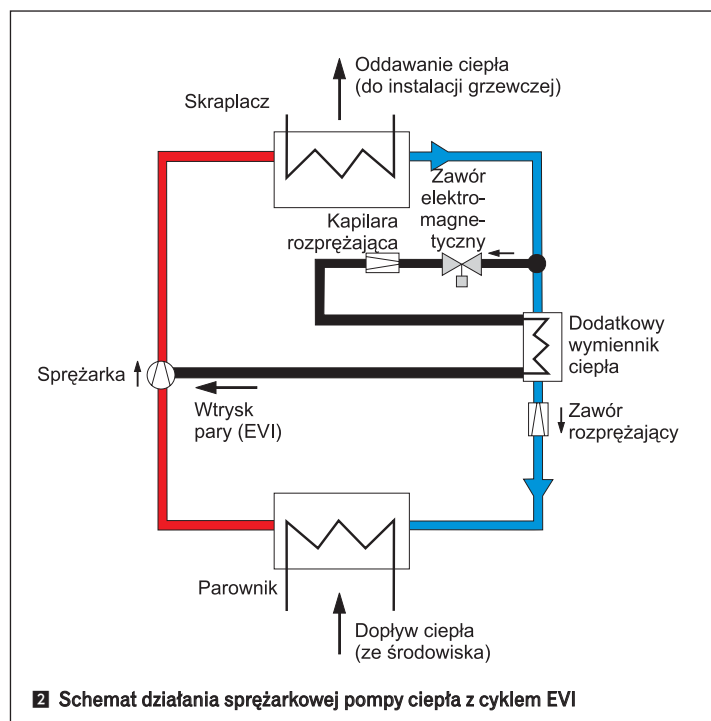 Oddawanie ciepła
(do instalacji grzewczej)
Skraplacz
Zawór
elektro-
magne-
tyczny
Kapilara
rozprężająca
Dodatkowy
wymiennik
ciepła
Sprężarka
Wtrysk
pary (EVI)
Zawór
rozprężający
Parownik
Dopływ ciepła
(ze środowiska)
2 Schemat działania sprężarkowej pompy ciepła z cyklem EVI